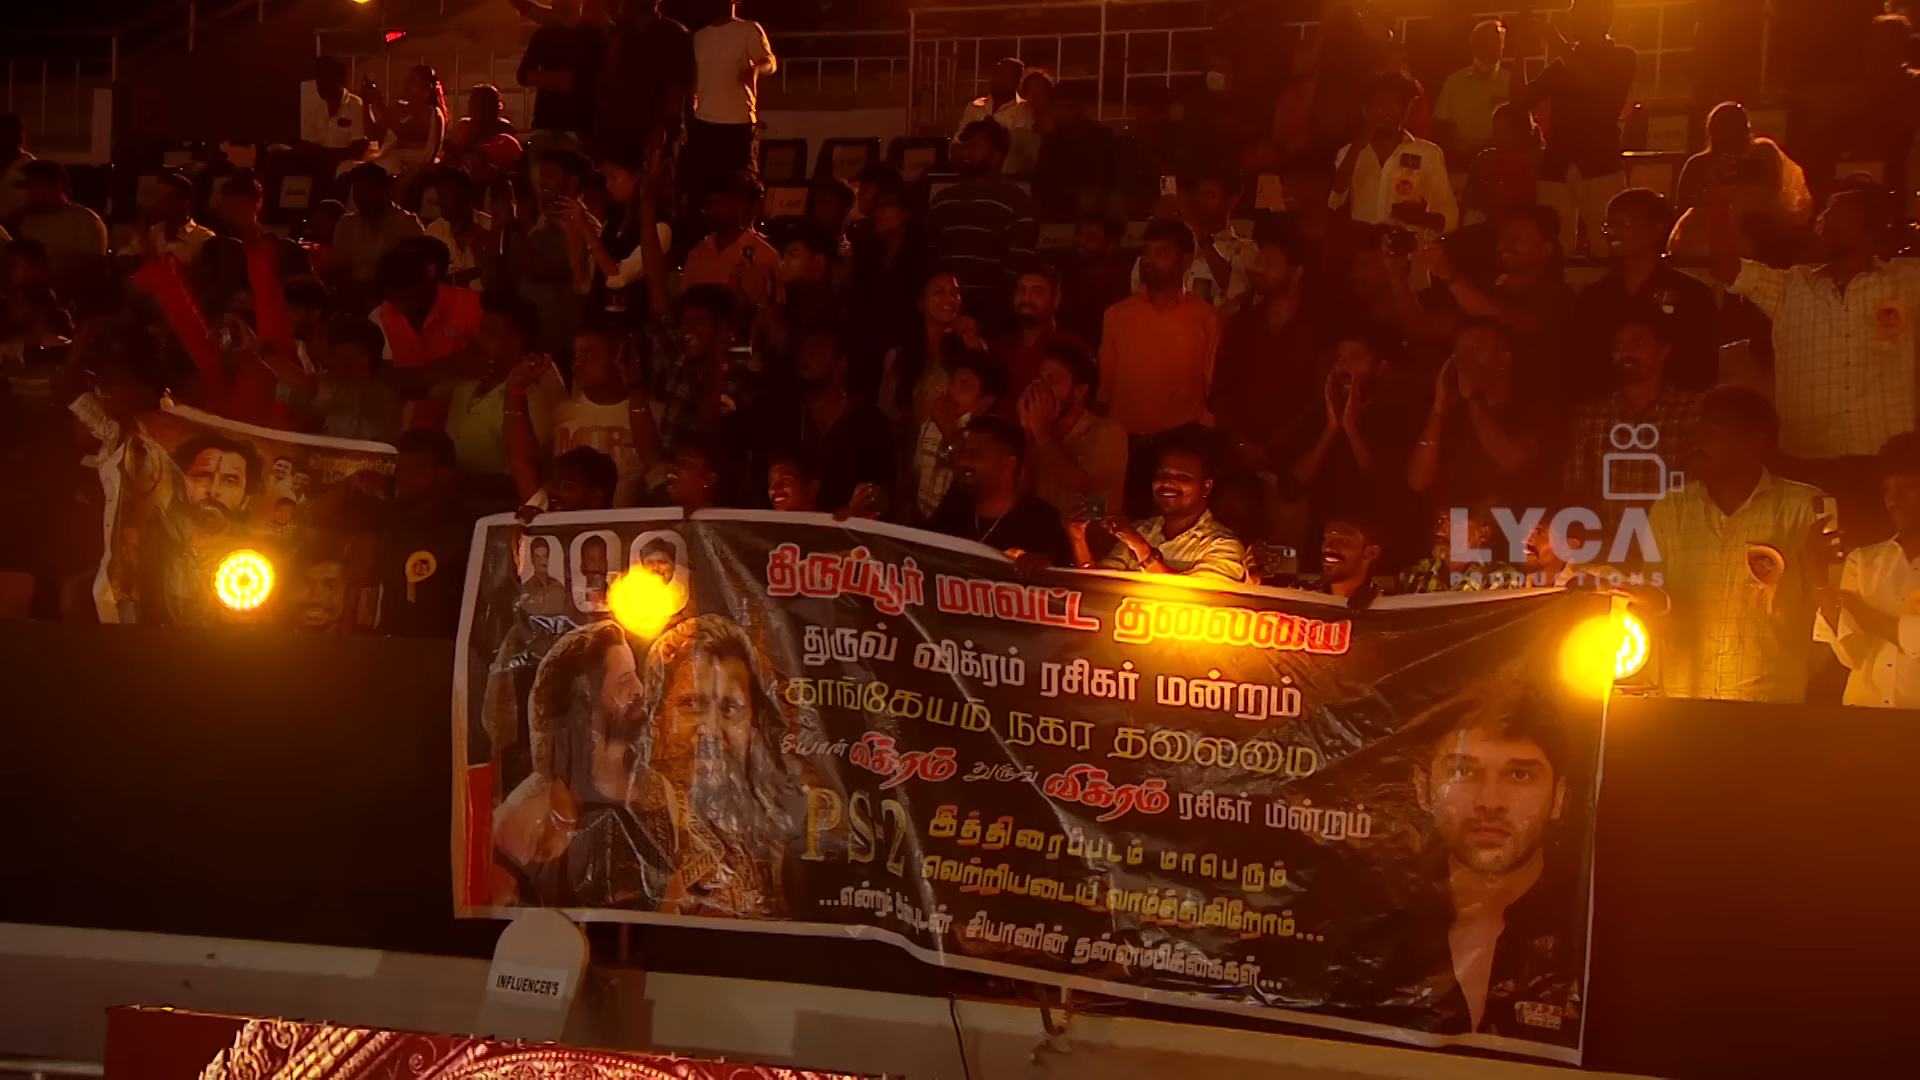 திருப்பூர் மாவட்ட தலைமை
துருவ் விக்ரம் ரசிகர் மன்றம்
காங்கேயம் நகர தலைமை
சீயான் விக்ரம் துருவ் விக்ரம் ரசிகர் மன்றம்
PS-2 இத்திரைப்படம் மாபெரும்
வெற்றியடைய வாழ்த்துகிறோம்...
...என்றும் சியானின் தன்னம்பிக்கைகள்...
LYCA
PRODUCTIONS
INFLUENCER'S